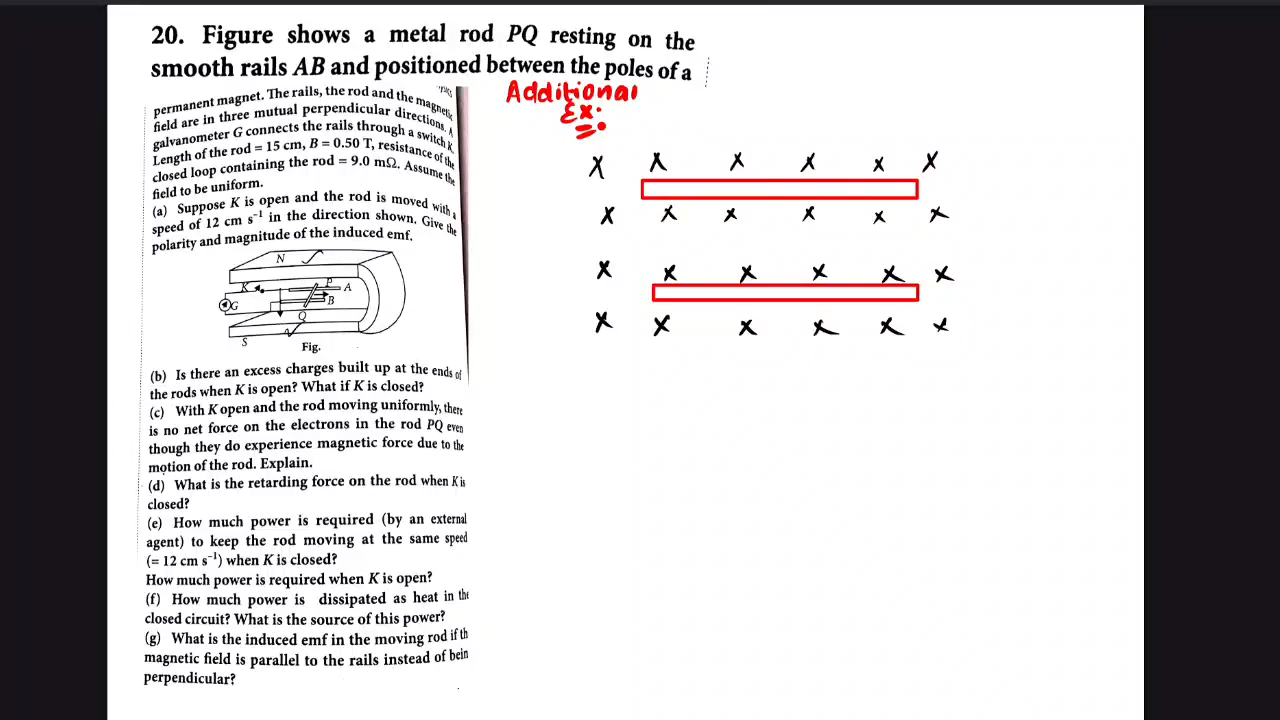 20. Figure shows a metal rod PQ resting on the
smooth rails AB and positioned between the poles of a
permanent magnet. The rails, the rod and the magnetic
field are in three mutual perpendicular directions. A
galvanometer G connects the rails through a switch K.
Length of the rod = 15 cm, B = 0.50 T, resistance of the
closed loop containing the rod = 9.0 mΩ. Assume the
field to be uniform.
(a) Suppose K is open and the rod is moved with a
speed of 12 cm s⁻¹ in the direction shown. Give the
polarity and magnitude of the induced emf.
N
P
K
A
G
B
Q
S
Fig.
(b) Is there an excess charges built up at the ends of
the rods when K is open? What if K is closed?
(c) With K open and the rod moving uniformly, there
is no net force on the electrons in the rod PQ even
though they do experience magnetic force due to the
motion of the rod. Explain.
(d) What is the retarding force on the rod when K is
closed?
(e) How much power is required (by an external
agent) to keep the rod moving at the same speed
(= 12 cm s⁻¹) when K is closed?
How much power is required when K is open?
(f) How much power is dissipated as heat in the
closed circuit? What is the source of this power?
(g) What is the induced emf in the moving rod if th
magnetic field is parallel to the rails instead of bein
perpendicular?
Additional
Ex:
x x x x x x
x x x x x x
x x x x x x
x x x x x x